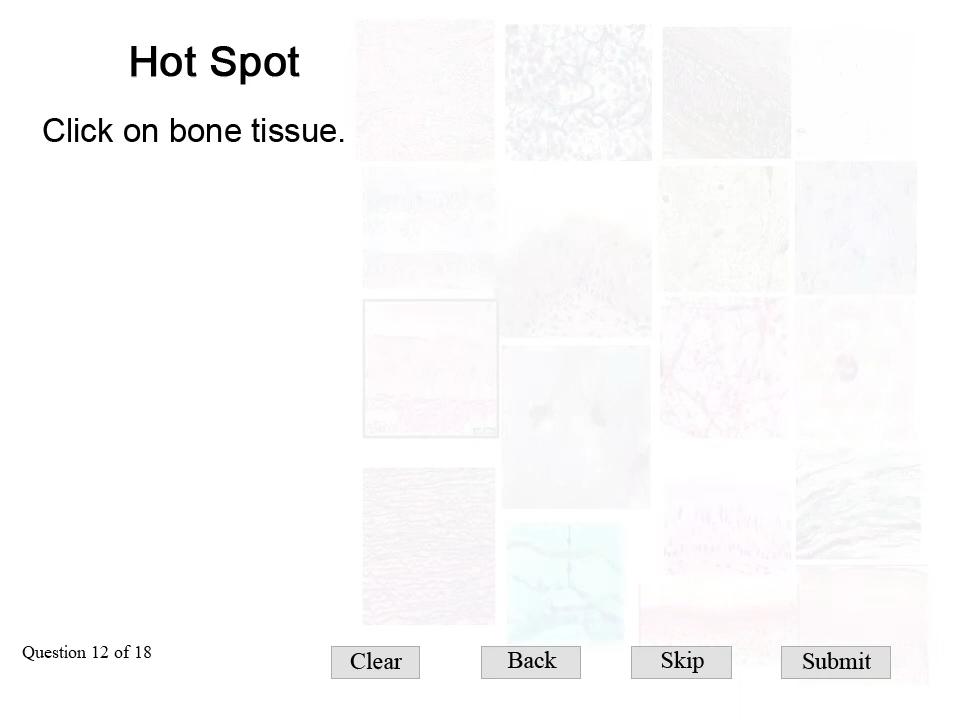 Hot Spot
Click on bone tissue.
Question 12 of 18
Clear
Back
Skip
Submit